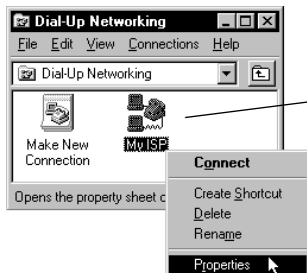 Dial-Up Networking
File Edit View Connections Help
Dial-Up Networking
Make New
Connection
My ISP
Connect
Create Shortcut
Delete
Rename
Properties
Opens the property sheet